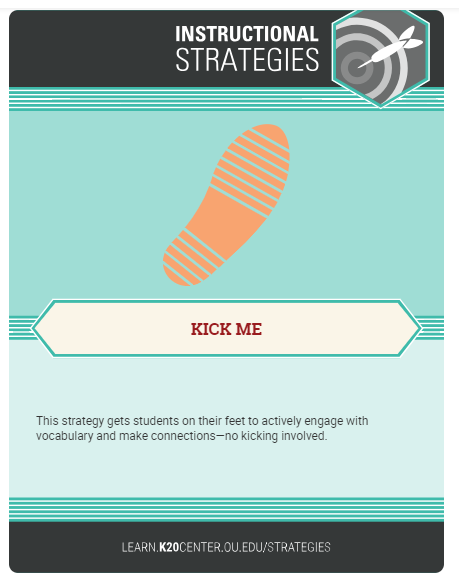 INSTRUCTIONAL
STRATEGIES
KICK ME
This strategy gets students on their feet to actively engage with
vocabulary and make connections—no kicking involved.
LEARN.K20CENTER.OU.EDU/STRATEGIES